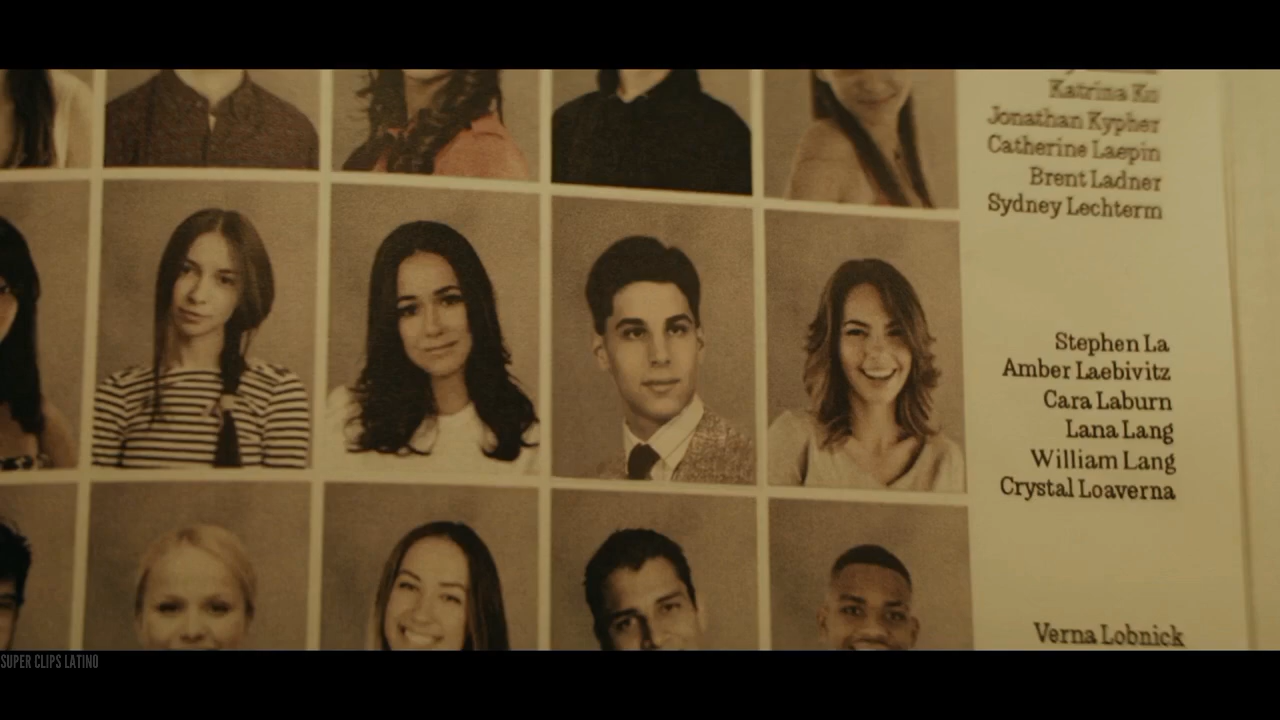 Katrina Ko
Jonathan Kypher
Catherine Laepin
Brent Ladner
Sydney Lechterm
Stephen La
Amber Laebivitz
Cara Laburn
Lana Lang
William Lang
Crystal Loaverna
Verna Lobnick
SUPER CLIPS LATINO